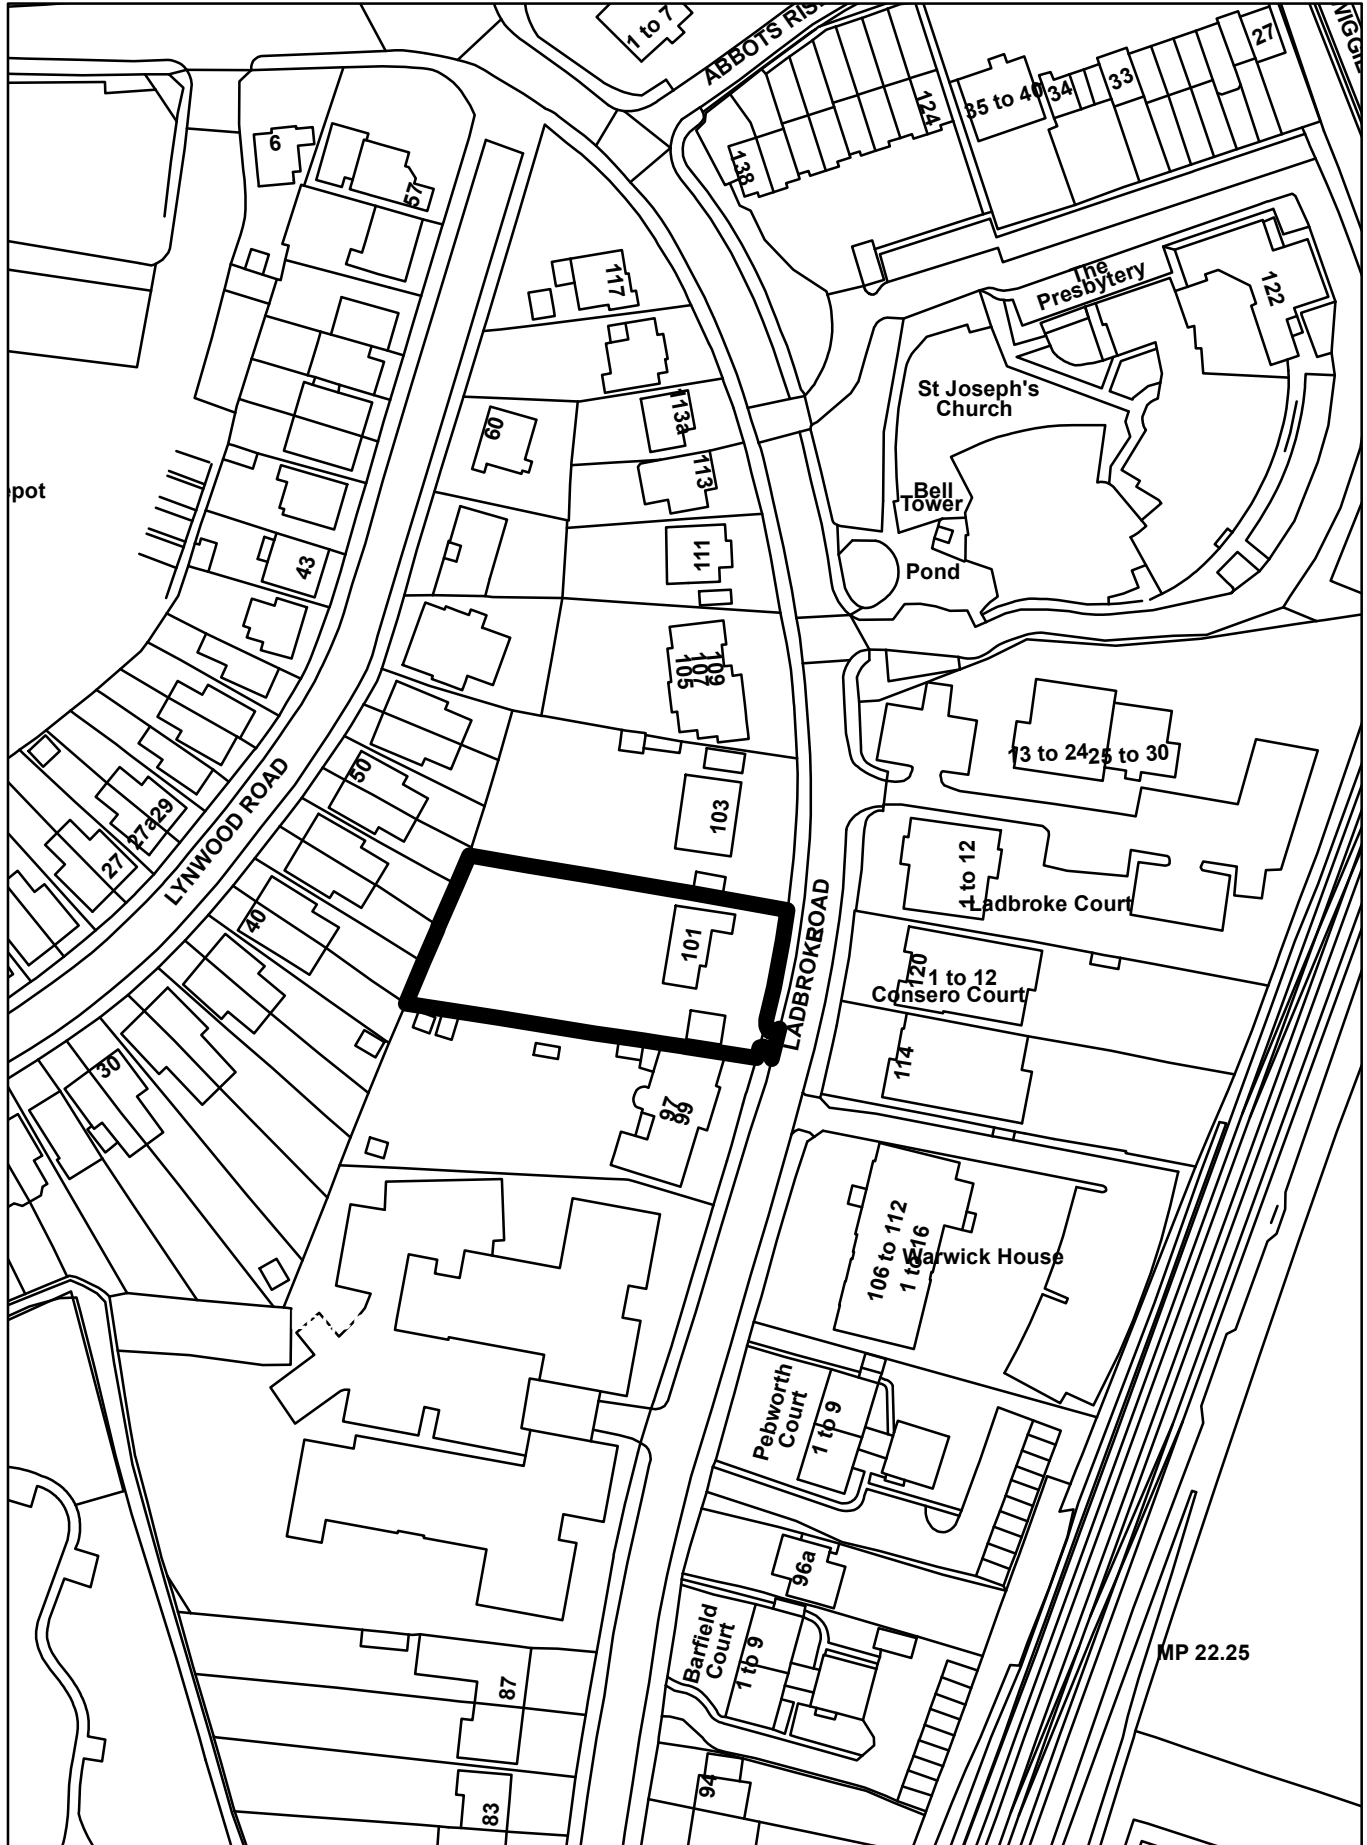 1 to 7
ABBOTS RIS
27
35 to 40
34
33
124
138
6
57
117
The
Presbytery
122
113a
St Joseph's
Church
60
113
epot
Bell
Tower
111
43
Pond
109
107
105
13 to 24
25 to 30
50
103
27a
29
27
LYNWOOD ROAD
1 to 12
Ladbroke Court
40
101
LADBROKE ROAD
120
1 to 12
Consero Court
114
30
97
99
106 to 112
1 to 16
Warwick House
Pebworth
Court
1 to 9
96a
Barfield
Court
1 to 9
MP 22.25
87
94
83